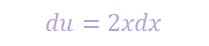 du = 2xdx